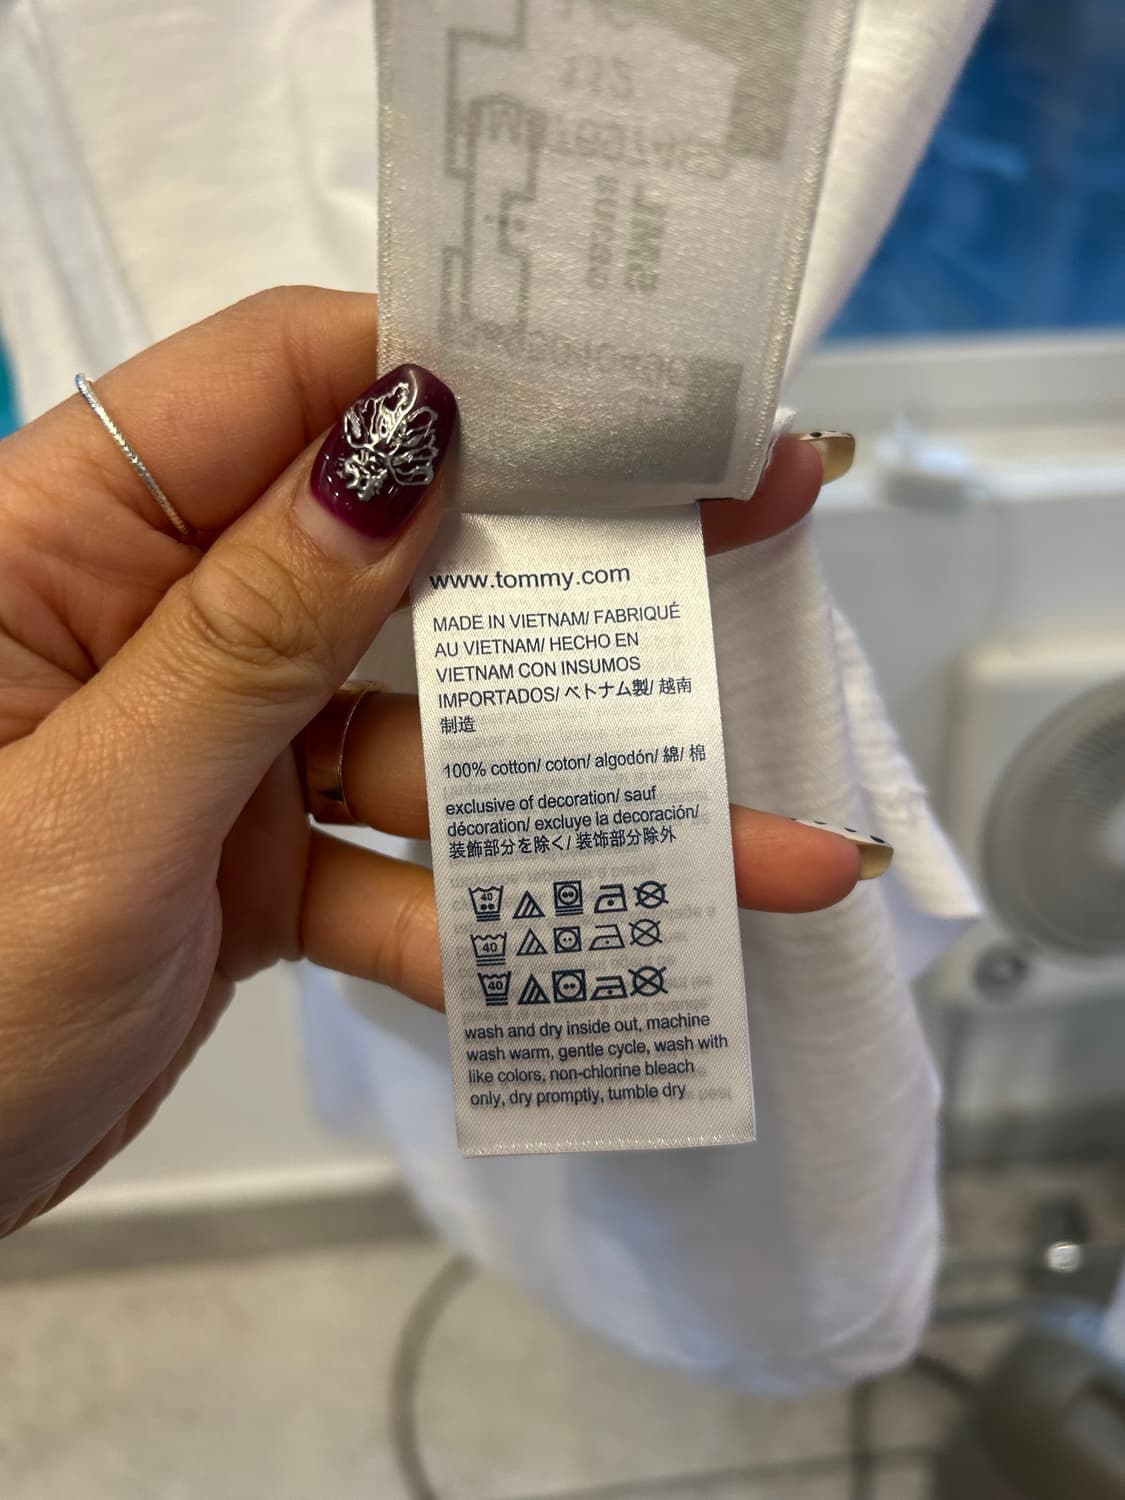 www.tommy.com
MADE IN VIETNAM/ FABRIQUÉ
AU VIETNAM/ HECHO EN
VIETNAM CON INSUMOS
IMPORTADOS/ ベトナム製/ 越南
制造
100% cotton/ coton/ algodón/ 綿/ 棉
exclusive of decoration/ sauf
décoration/ excluye la decoración/
装飾部分を除く/ 装饰部分除外
40
40
40
wash and dry inside out, machine
wash warm, gentle cycle, wash with
like colors, non-chlorine bleach
only, dry promptly, tumble dry